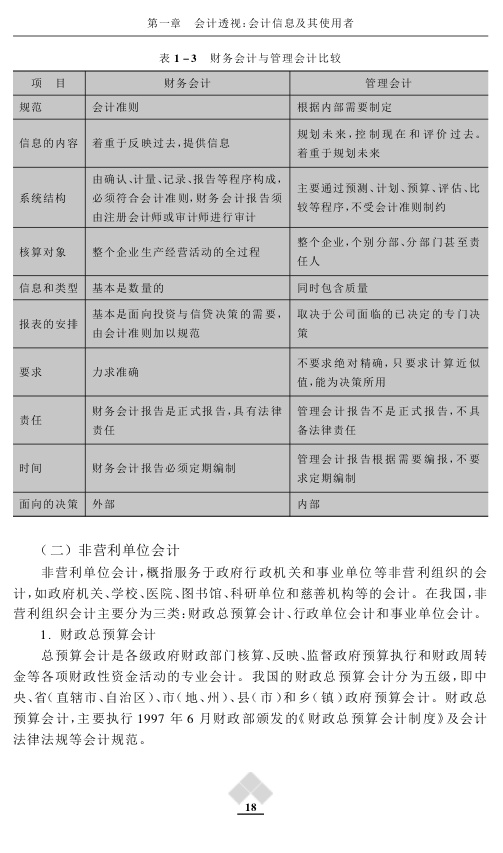 第一章　会计透视:会计信息及其使用者
表 1－3　财务会计与管理会计比较
项　目　财务会计　管理会计
规范　会计准则　根据内部需要制定
信息的内容　着重于反映过去,提供信息　规划未来,控制现在和评价过去。
着重于规划未来
系统结构　由确认、计量、记录、报告等程序构成,
必须符合会计准则,财务会计报告须
由注册会计师或审计师进行审计
主要通过预测、计划、预算、评估、比
较等程序,不受会计准则制约
核算对象　整个企业生产经营活动的全过程　整个企业,个别分部、分部门甚至责
任人
信息和类型　基本是数量的　同时包含质量
报表的安排　基本是面向投资与信贷决策的需要,
由会计准则加以规范
取决于公司面临的已决定的专门决
策
要求　力求准确　不要求绝对精确,只要求计算近似
值,能为决策所用
责任　财务会计报告是正式报告,具有法律
责任
管理会计报告不是正式报告,不具
备法律责任
时间　财务会计报告必须定期编制　管理会计报告根据需要编报,不要
求定期编制
面向的决策　外部　内部
（二）非营利单位会计
非营利单位会计,概指服务于政府行政机关和事业单位等非营利组织的会
计,如政府机关、学校、医院、图书馆、科研单位和慈善机构等的会计。在我国,非
营利组织会计主要分为三类:财政总预算会计、行政单位会计和事业单位会计。
1. 财政总预算会计
总预算会计是各级政府财政部门核算、反映、监督政府预算执行和财政周转
金等各项财政性资金活动的专业会计。我国的财政总预算会计分为五级,即中
央、省(直辖市、自治区)、市(地、州)、县(市)和乡(镇)政府预算会计。财政总
预算会计,主要执行 1997 年 6 月财政部颁发的《财政总预算会计制度》及会计
法律法规等会计规范。
18